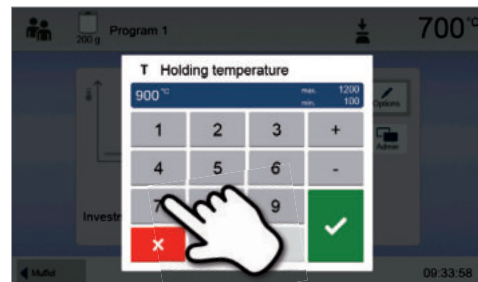 200 g Program 1 700°C
T Holding temperature
900 °C max. 1200
min. 100
Options
1 2 3 +
Admin
4 5 6 -
7 9
Investm
Muffel 09:33:58